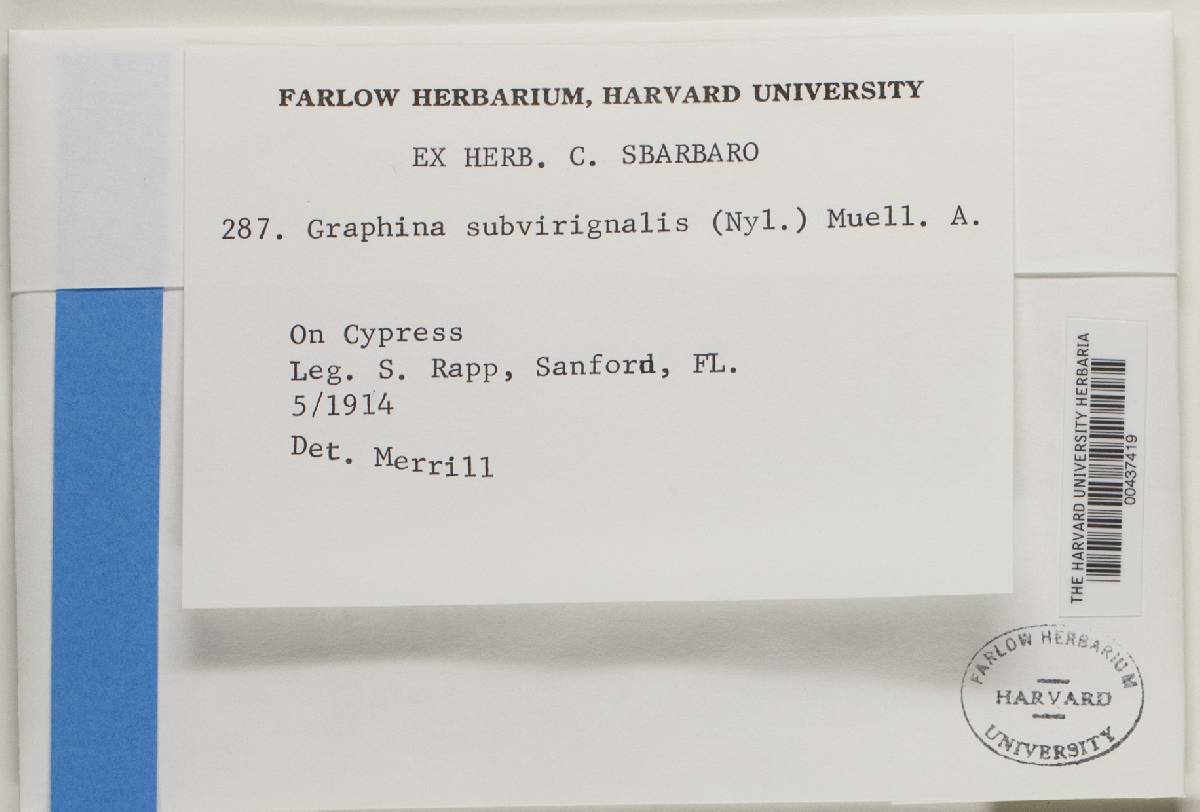 FARLOW HERBARIUM, HARVARD UNIVERSITY
EX HERB. C. SBARBARO
287. Graphina subvirignalis (Nyl.) Muell. A.
On Cypress
Leg. S. Rapp, Sanford, FL.
5/1914
Det. Merrill
THE HARVARD UNIVERSITY HERBARIA
00437419
FARLOW HERBARIUM
HARVARD
UNIVERSITY